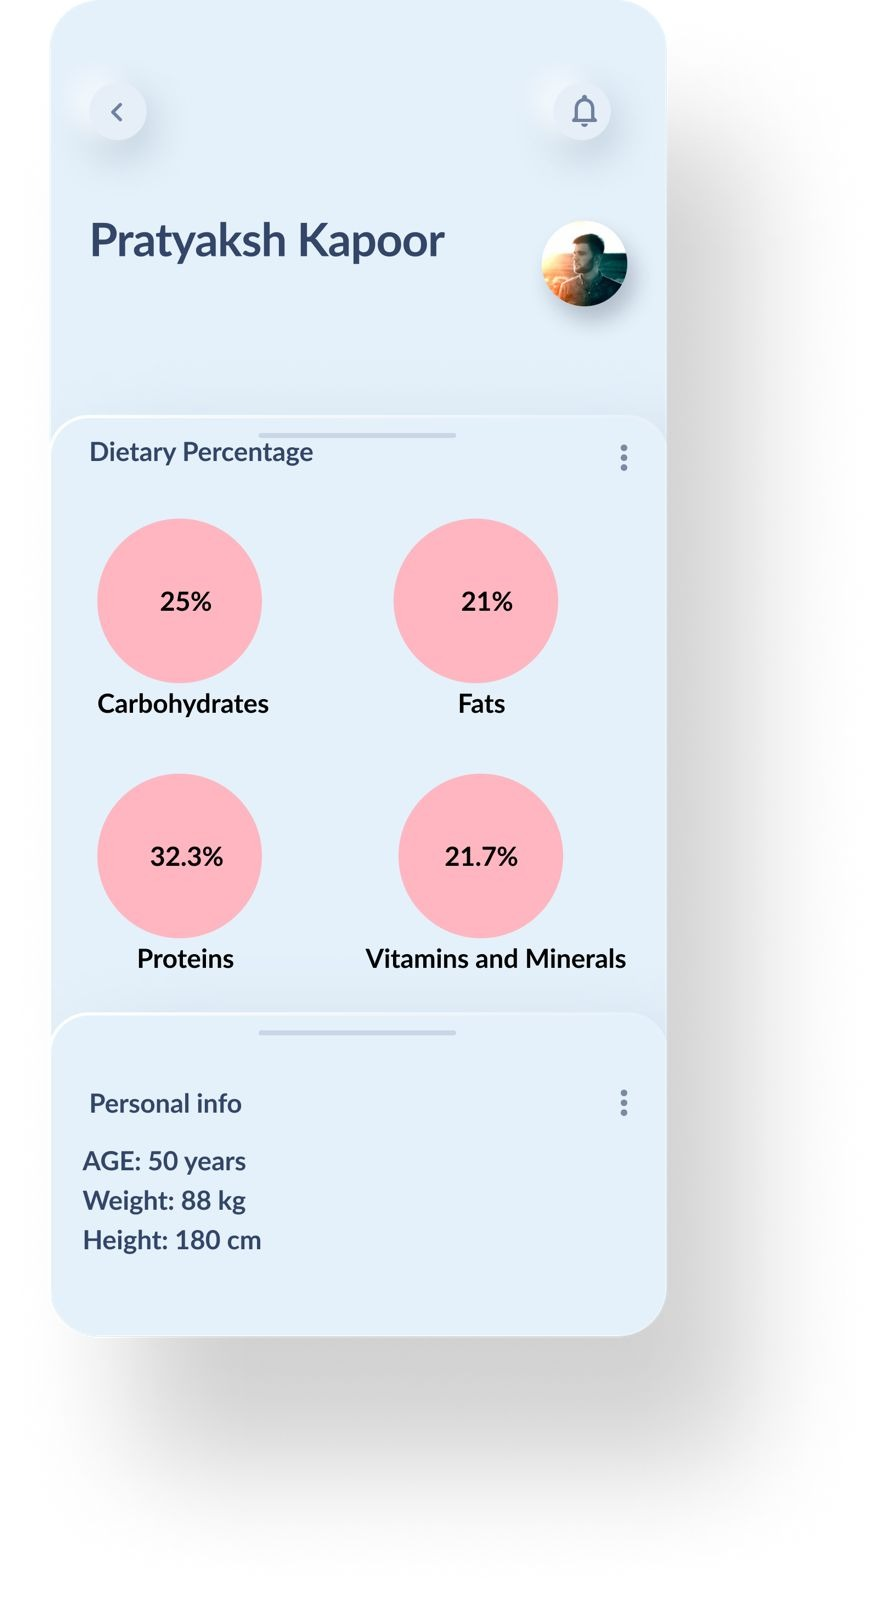 Pratyaksh Kapoor
Dietary Percentage
25%
21%
Carbohydrates
Fats
32.3%
21.7%
Proteins
Vitamins and Minerals
Personal info
AGE: 50 years
Weight: 88 kg
Height: 180 cm